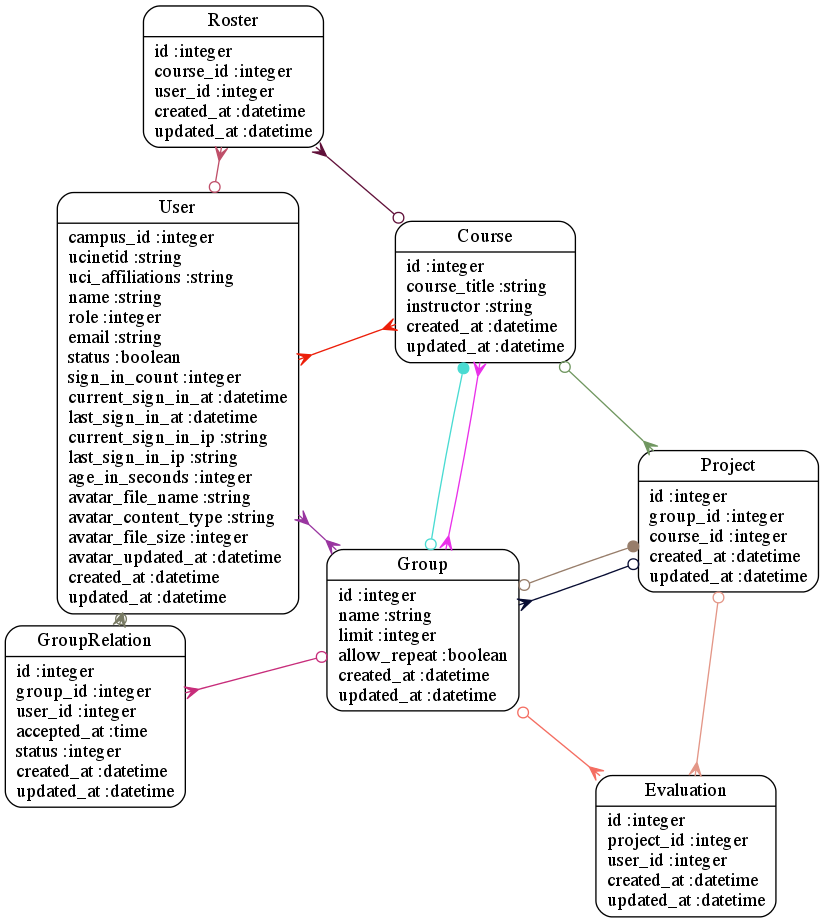 Roster
id :integer
course_id :integer
user_id :integer
created_at :datetime
updated_at :datetime
User
campus_id :integer
ucinetid :string
uci_affiliations :string
name :string
role :integer
email :string
status :boolean
sign_in_count :integer
current_sign_in_at :datetime
last_sign_in_at :datetime
current_sign_in_ip :string
last_sign_in_ip :string
age_in_seconds :integer
avatar_file_name :string
avatar_content_type :string
avatar_file_size :integer
avatar_updated_at :datetime
created_at :datetime
updated_at :datetime
Course
id :integer
course_title :string
instructor :string
created_at :datetime
updated_at :datetime
Project
id :integer
group_id :integer
course_id :integer
created_at :datetime
updated_at :datetime
Group
id :integer
name :string
limit :integer
allow_repeat :boolean
created_at :datetime
updated_at :datetime
GroupRelation
id :integer
group_id :integer
user_id :integer
accepted_at :time
status :integer
created_at :datetime
updated_at :datetime
Evaluation
id :integer
project_id :integer
user_id :integer
created_at :datetime
updated_at :datetime